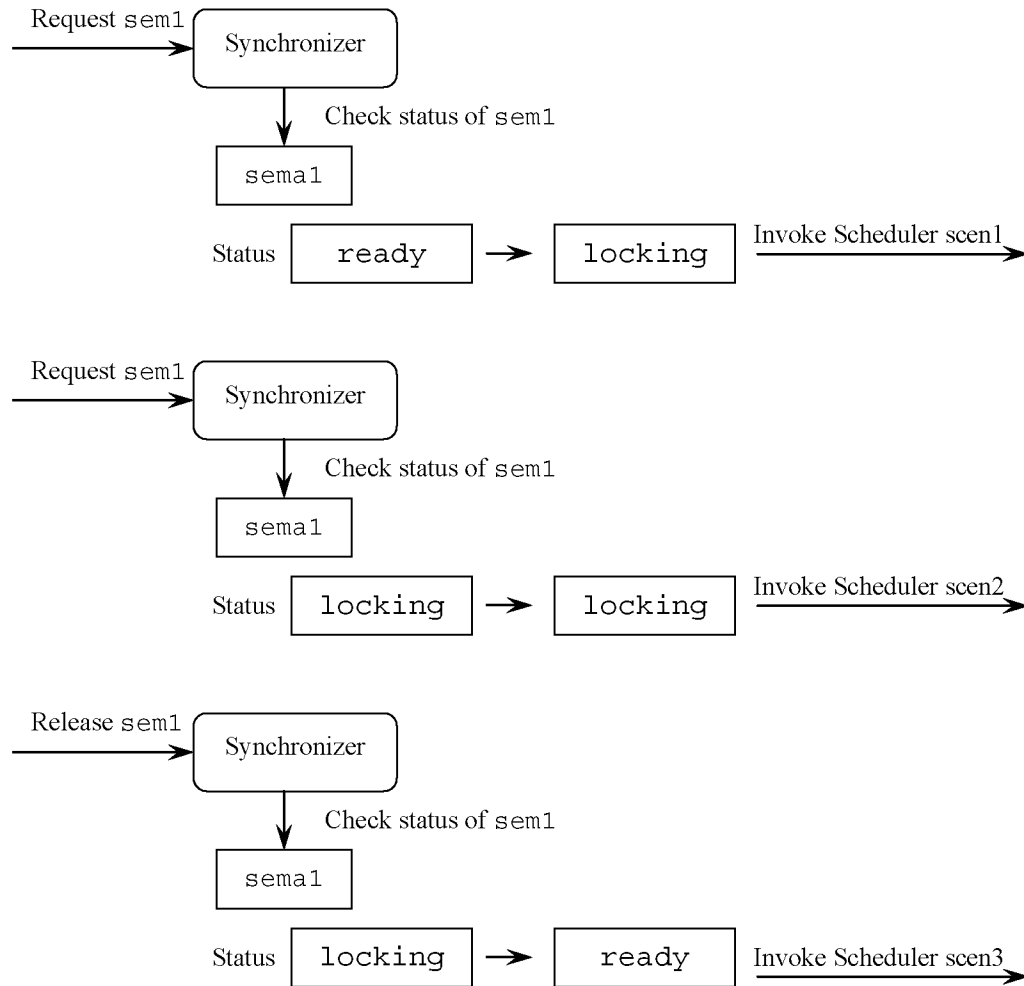 Request sem1
Synchronizer
Check status of sem1
sema1
Status ready locking Invoke Scheduler scen1
Request sem1
Synchronizer
Check status of sem1
sema1
Status locking locking Invoke Scheduler scen2
Release sem1
Synchronizer
Check status of sem1
sema1
Status locking ready Invoke Scheduler scen3